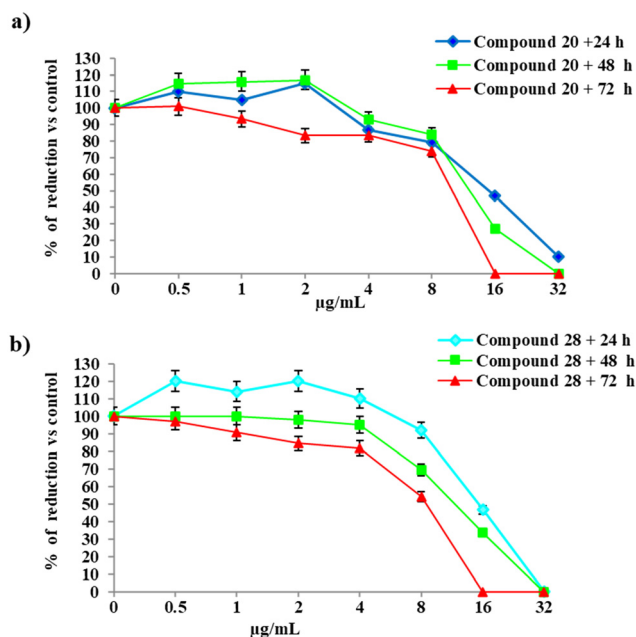 a)
Compound 20 +24 h
Compound 20 + 48 h
Compound 20 + 72 h
% of reduction vs control
130
120
110
100
90
80
70
60
50
40
30
20
10
0
0 0.5 1 2 4 8 16 32
µg/mL
b)
Compound 28 + 24 h
Compound 28 + 48 h
Compound 28 + 72 h
% of reduction vs control
130
120
110
100
90
80
70
60
50
40
30
20
10
0
0 0.5 1 2 4 8 16 32
µg/mL